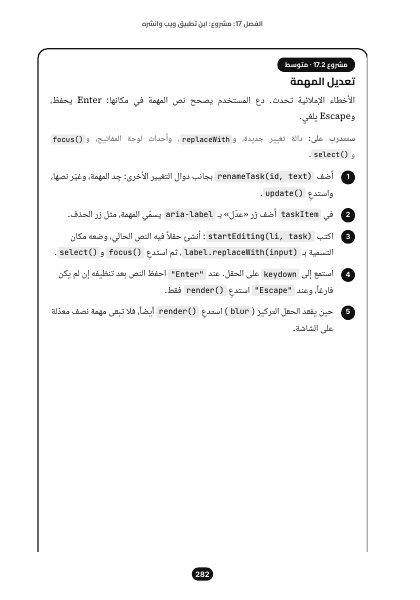 الفصل 17: مشروع: ابنِ تطبيق ويب وانشره
مشروع 17.2 · متوسط
تعديل المهمة
الأخطاء الإملائية تحدث. دع المستخدم يصحح نص المهمة في مكانها؛ Enter يحفظ،
وEscape يلغي.
ستتدرب على: دالة تغيير جديدة، وreplaceWith، وأحداث لوحة المفاتيح، وfocus()
وselect().
1 أضف renameTask(id, text) بجانب دوال التغيير الأخرى: جِد المهمة، وغيّر نصها،
واستدعِ update().
2 في taskItem أضف زر «عدّل» بـ aria-label يسمّي المهمة، مثل زر الحذف.
3 اكتب startEditing(li, task): أنشئ حقلاً فيه النص الحالي، وضعه مكان
التسمية بـ label.replaceWith(input)، ثم استدعِ focus() وselect().
4 استمع إلى keydown على الحقل. عند "Enter" احفظ النص بعد تنظيفه إن لم يكن
فارغاً، وعند "Escape" استدعِ render() فقط.
5 حين يفقد الحقل التركيز (blur) استدعِ render() أيضاً، فلا تبقى مهمة نصف معدّلة
على الشاشة.
282